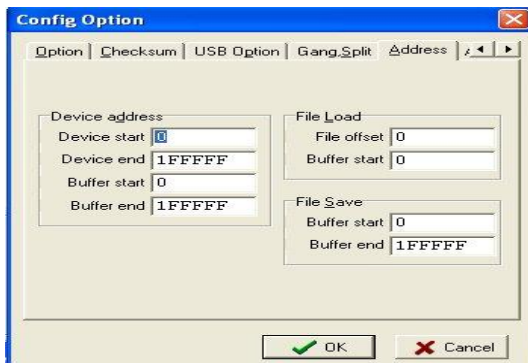 Config Option
Option Checksum USB Option Gang,Split Address
Device address
Device start 0
Device end 1FFFFF
Buffer start 0
Buffer end 1FFFFF
File Load
File offset 0
Buffer start 0
File Save
Buffer start 0
Buffer end 1FFFFF
OK Cancel